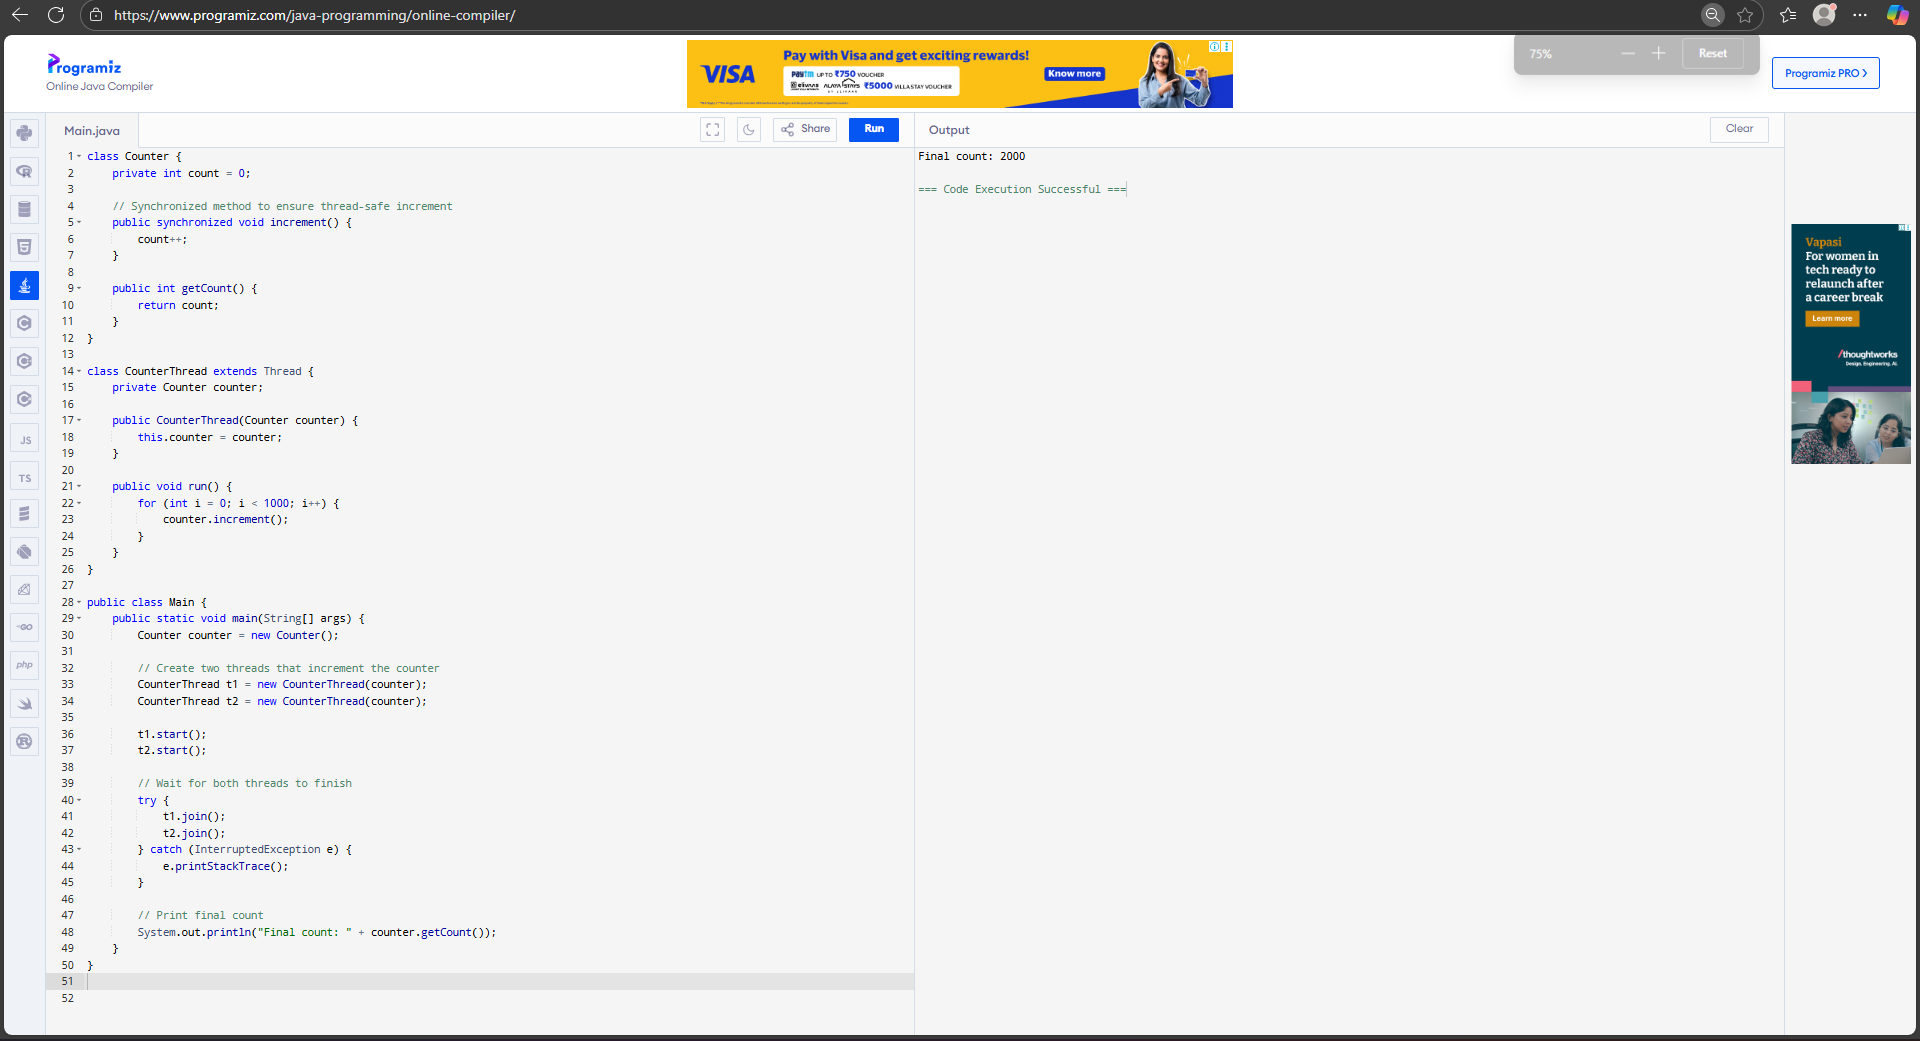 https://www.programiz.com/java-programming/online-compiler/
Programiz
Online Java Compiler
VISA
Pay with Visa and get exciting rewards!
Paytm UP TO ₹750 VOUCHER
₹5000 VILLA STAY VOUCHER
Know more
75%
Reset
Programiz PRO >
Main.java
Share
Run
Output
Clear
1 class Counter {
2 private int count = 0;
3
4 // Synchronized method to ensure thread-safe increment
5 public synchronized void increment() {
6 count++;
7 }
8
9 public int getCount() {
10 return count;
11 }
12 }
13
14 class CounterThread extends Thread {
15 private Counter counter;
16
17 public CounterThread(Counter counter) {
18 this.counter = counter;
19 }
20
21 public void run() {
22 for (int i = 0; i < 1000; i++) {
23 counter.increment();
24 }
25 }
26 }
27
28 public class Main {
29 public static void main(String[] args) {
30 Counter counter = new Counter();
31
32 // Create two threads that increment the counter
33 CounterThread t1 = new CounterThread(counter);
34 CounterThread t2 = new CounterThread(counter);
35
36 t1.start();
37 t2.start();
38
39 // Wait for both threads to finish
40 try {
41 t1.join();
42 t2.join();
43 } catch (InterruptedException e) {
44 e.printStackTrace();
45 }
46
47 // Print final count
48 System.out.println("Final count: " + counter.getCount());
49 }
50 }
51
52
Final count: 2000
=== Code Execution Successful ===
JS
TS
GO
php
Vapasi
For women in
tech ready to
relaunch after
a career break
Learn more
/thoughtworks
Design. Engineering. AI.